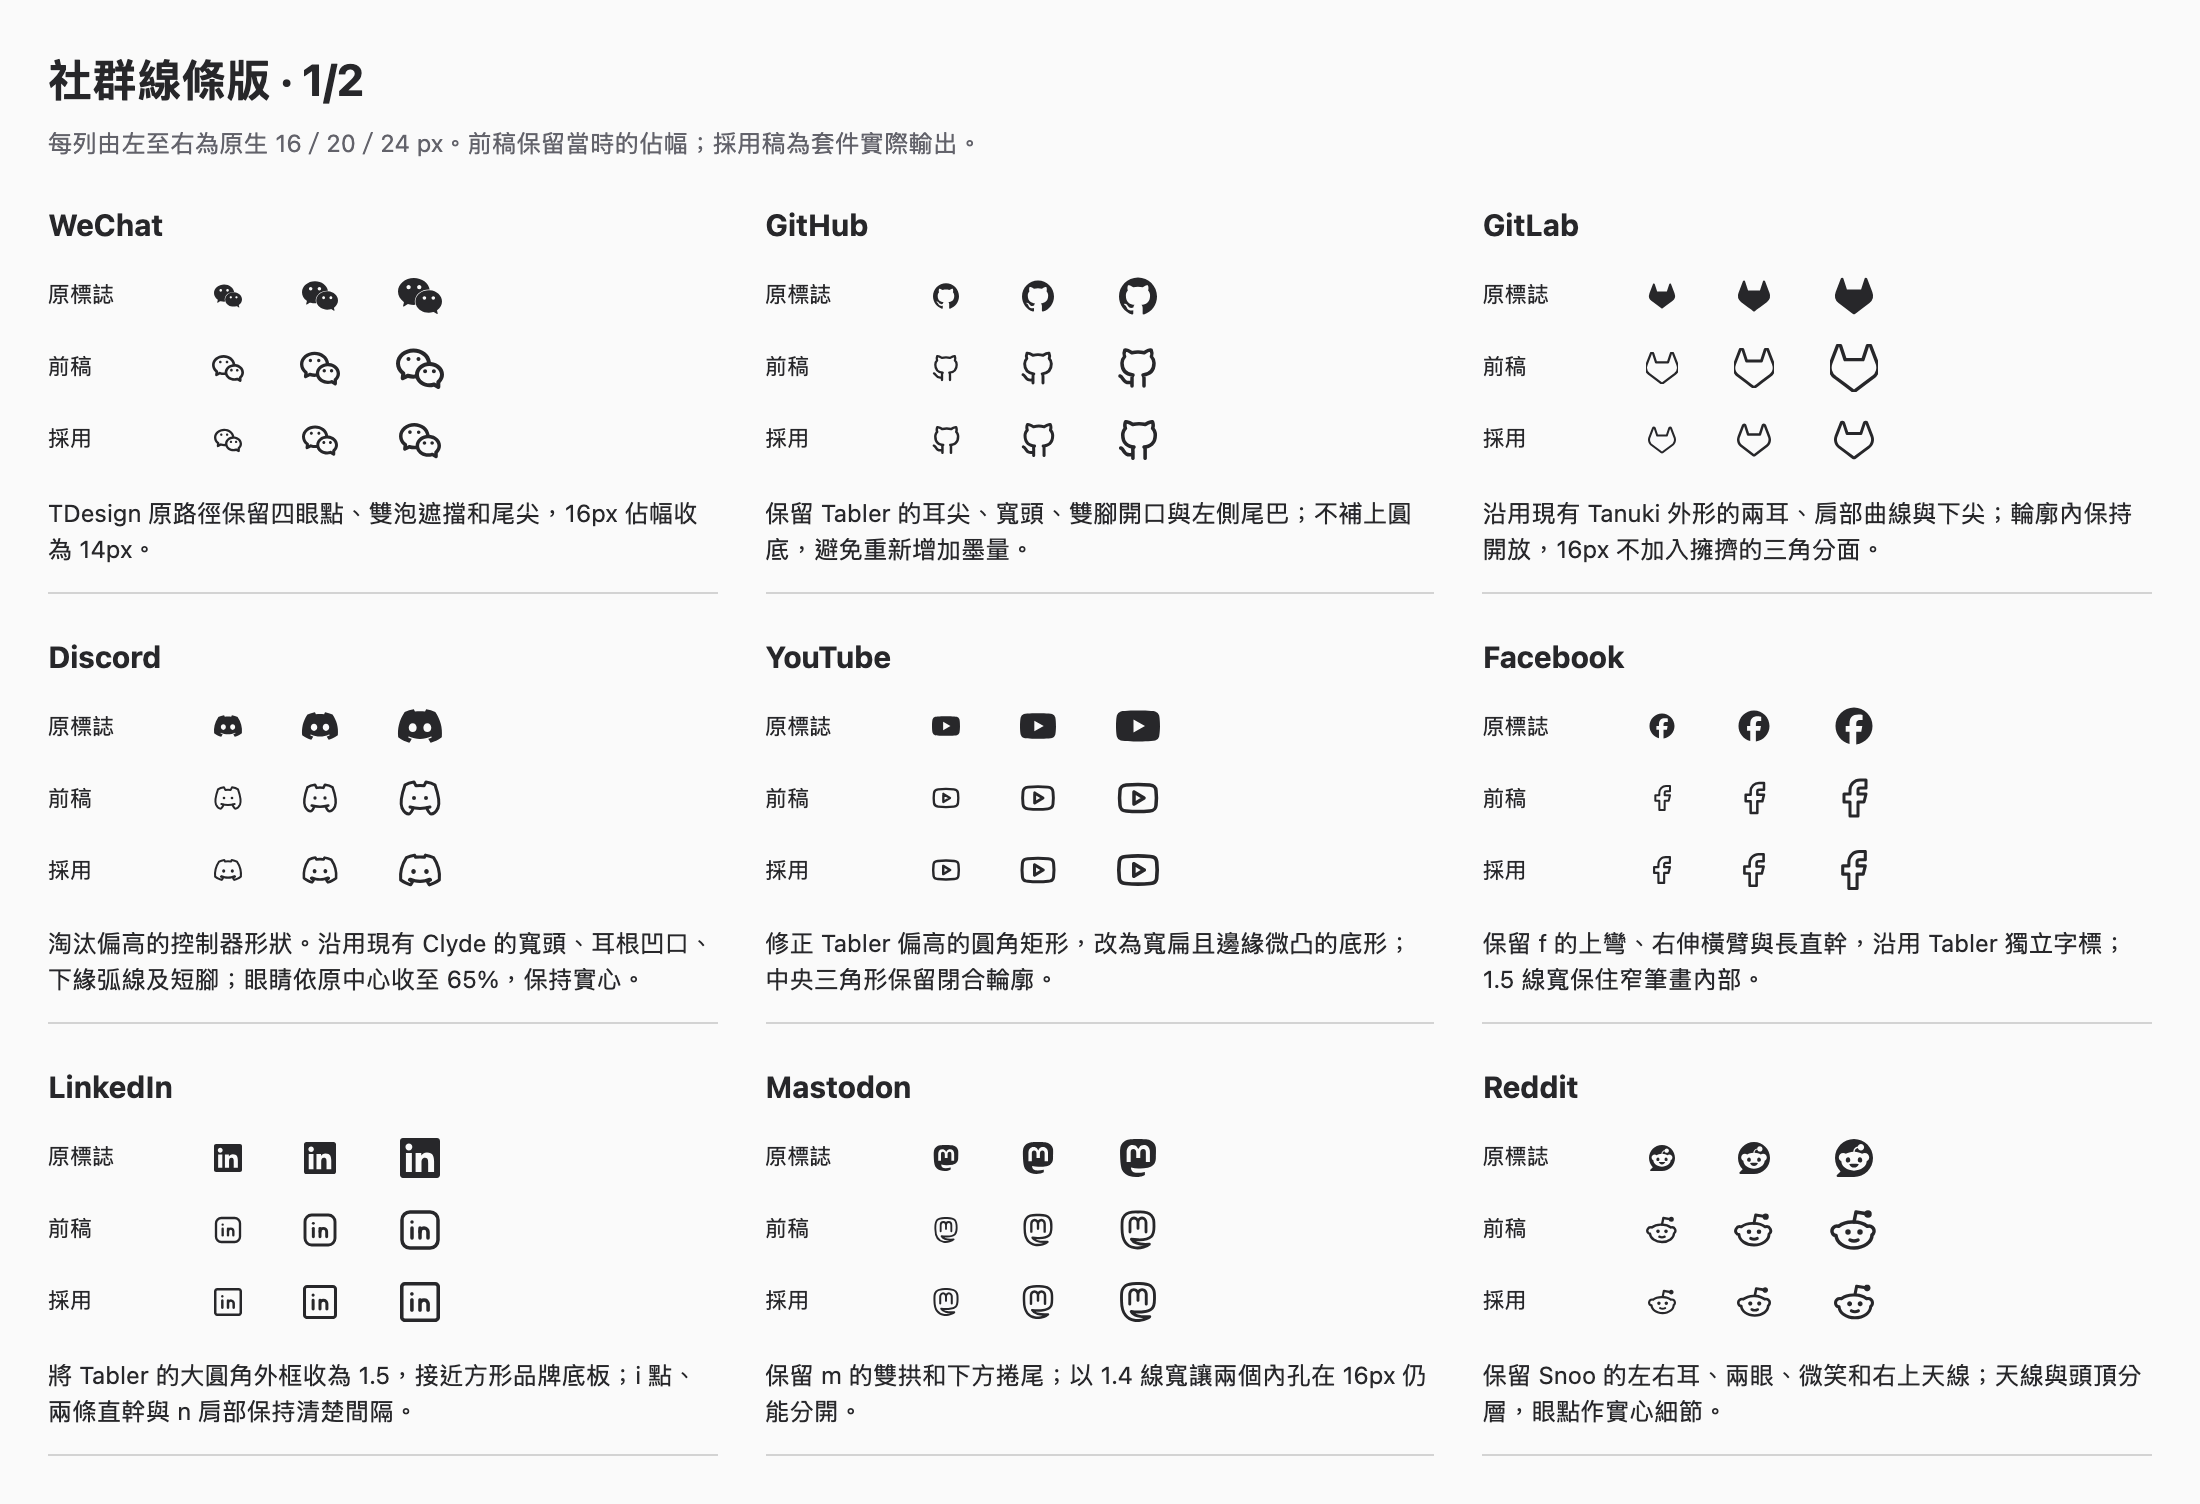 社群線條版 · 1/2
每列由左至右為原生 16 / 20 / 24 px。前稿保留當時的佔幅；採用稿為套件實際輸出。
WeChat
原標誌
前稿
採用
TDesign 原路徑保留四眼點、雙泡遮擋和尾尖，16px 佔幅收
為 14px。
GitHub
原標誌
前稿
採用
保留 Tabler 的耳尖、寬頭、雙腳開口與左側尾巴；不補上圓
底，避免重新增加墨量。
GitLab
原標誌
前稿
採用
沿用現有 Tanuki 外形的兩耳、肩部曲線與下尖；輪廓內保持
開放，16px 不加入擁擠的三角分面。
Discord
原標誌
前稿
採用
淘汰偏高的控制器形狀。沿用現有 Clyde 的寬頭、耳根凹口、
下緣弧線及短腳；眼睛依原中心收至 65%，保持實心。
YouTube
原標誌
前稿
採用
修正 Tabler 偏高的圓角矩形，改為寬扁且邊緣微凸的底形；
中央三角形保留閉合輪廓。
Facebook
原標誌
前稿
採用
保留 f 的上彎、右伸橫臂與長直幹，沿用 Tabler 獨立字標；
1.5 線寬保住窄筆畫內部。
LinkedIn
原標誌
前稿
採用
將 Tabler 的大圓角外框收為 1.5，接近方形品牌底板；i 點、
兩條直幹與 n 肩部保持清楚間隔。
Mastodon
原標誌
前稿
採用
保留 m 的雙拱和下方捲尾；以 1.4 線寬讓兩個內孔在 16px 仍
能分開。
Reddit
原標誌
前稿
採用
保留 Snoo 的左右耳、兩眼、微笑和右上天線；天線與頭頂分
層，眼點作實心細節。